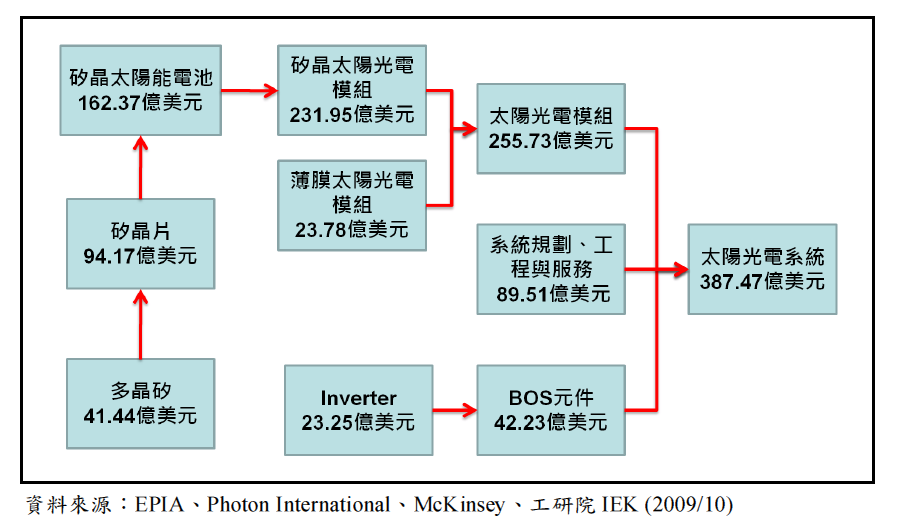 矽晶太陽能電池
162.37億美元
矽晶太陽光電
模組
231.95億美元
太陽光電模組
255.73億美元
薄膜太陽光電
模組
23.78億美元
矽晶片
94.17億美元
系統規劃、工
程與服務
89.51億美元
太陽光電系統
387.47億美元
多晶矽
41.44億美元
Inverter
23.25億美元
BOS元件
42.23億美元
資料來源：EPIA、Photon International、McKinsey、工研院 IEK (2009/10)